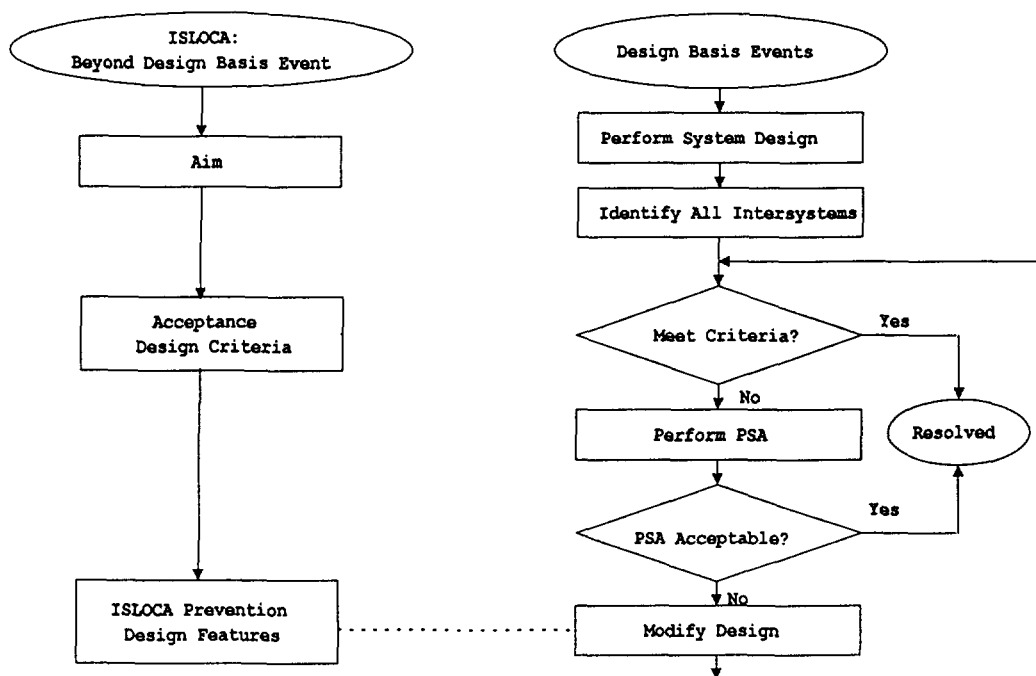 ISLOCA:
Beyond Design Basis Event
Aim
Acceptance
Design Criteria
ISLOCA Prevention
Design Features
Design Basis Events
Perform System Design
Identify All Intersystems
Meet Criteria?
Yes
No
Perform PSA
Resolved
PSA Acceptable?
Yes
No
Modify Design